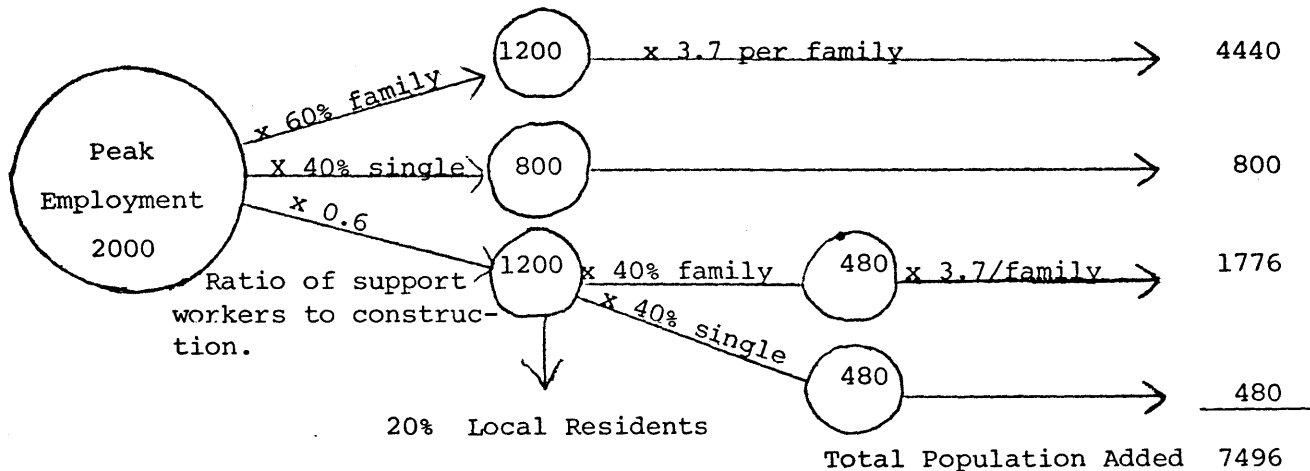 1200 x 3.7 per family 4440
x 60% family
Peak
Employment
2000
X 40% single 800 800
x 0.6
Ratio of support
workers to construc-
tion.
1200 x 40% family 480 x 3.7/family 1776
x 40% single
480 480
20% Local Residents
Total Population Added 7496